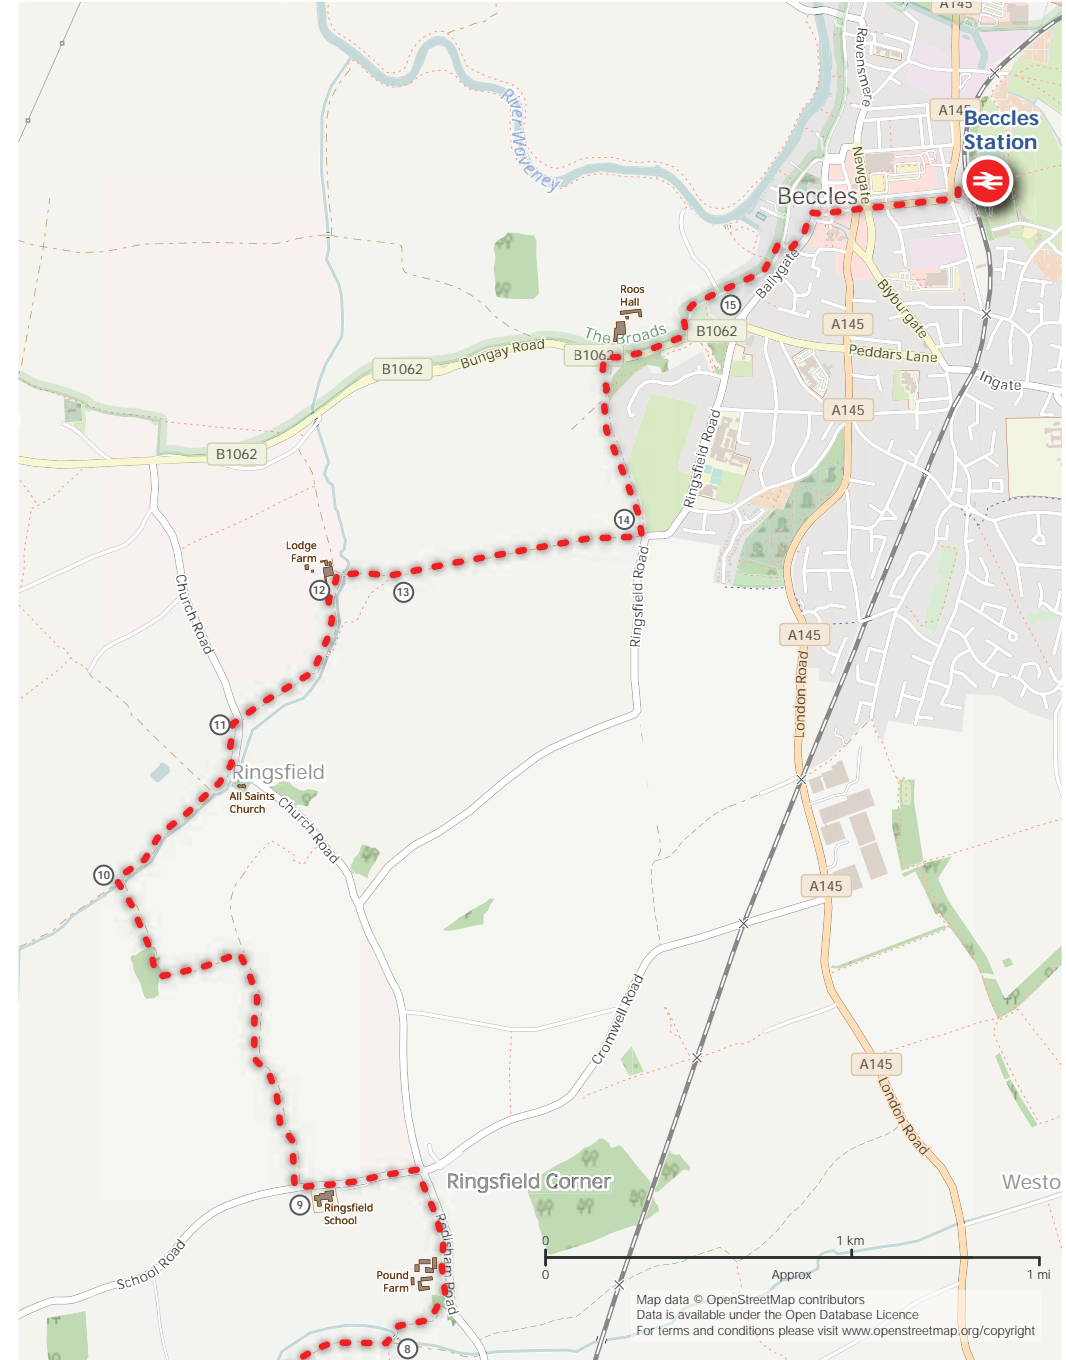 A145
Ravensmere
River Waveney
A145
Beccles
Station
Newgate
Beccles
Ballygate
Blyburgate
Roos
Hall
15
The Broads
B1062
A145
B1062
Bungay Road
B1062
Peddars Lane
Ingate
A145
B1062
Ringsfield Road
14
Lodge
Farm
12
13
Church Road
Ringsfield Road
A145
London Road
11
Ringsfield
All Saints
Church
Church Road
10
A145
Cromwell Road
A145
London Road
Ringsfield Corner
Westo
9
Ringsfield
School
Redisham Road
School Road
Pound
Farm
8
0
1 km
0
Approx
1 mi
Map data © OpenStreetMap contributors
Data is available under the Open Database Licence
For terms and conditions please visit www.openstreetmap.org/copyright